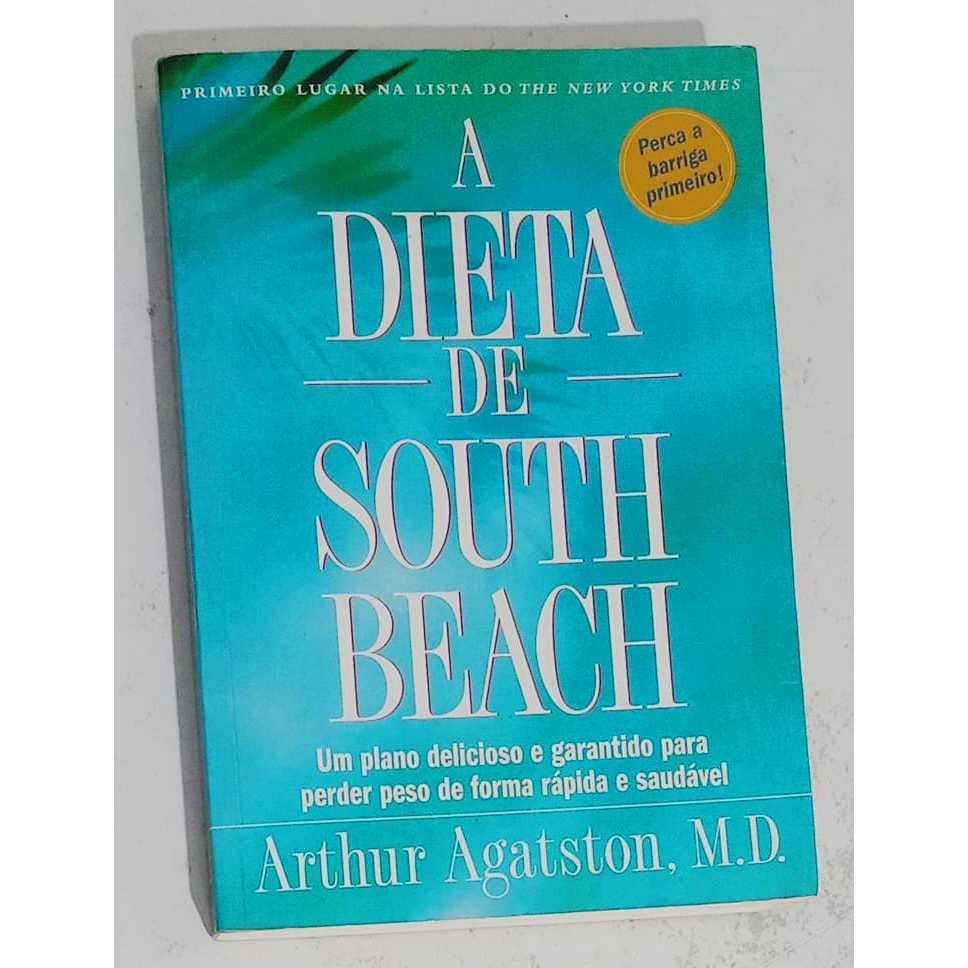 PRIMEIRO LUGAR NA LISTA DO THE NEW YORK TIMES
Perca a
barriga
primeiro!
A
DIETA
DE
SOUTH
BEACH
Um plano delicioso e garantido para
perder peso de forma rápida e saudável
Arthur Agatston, M.D.